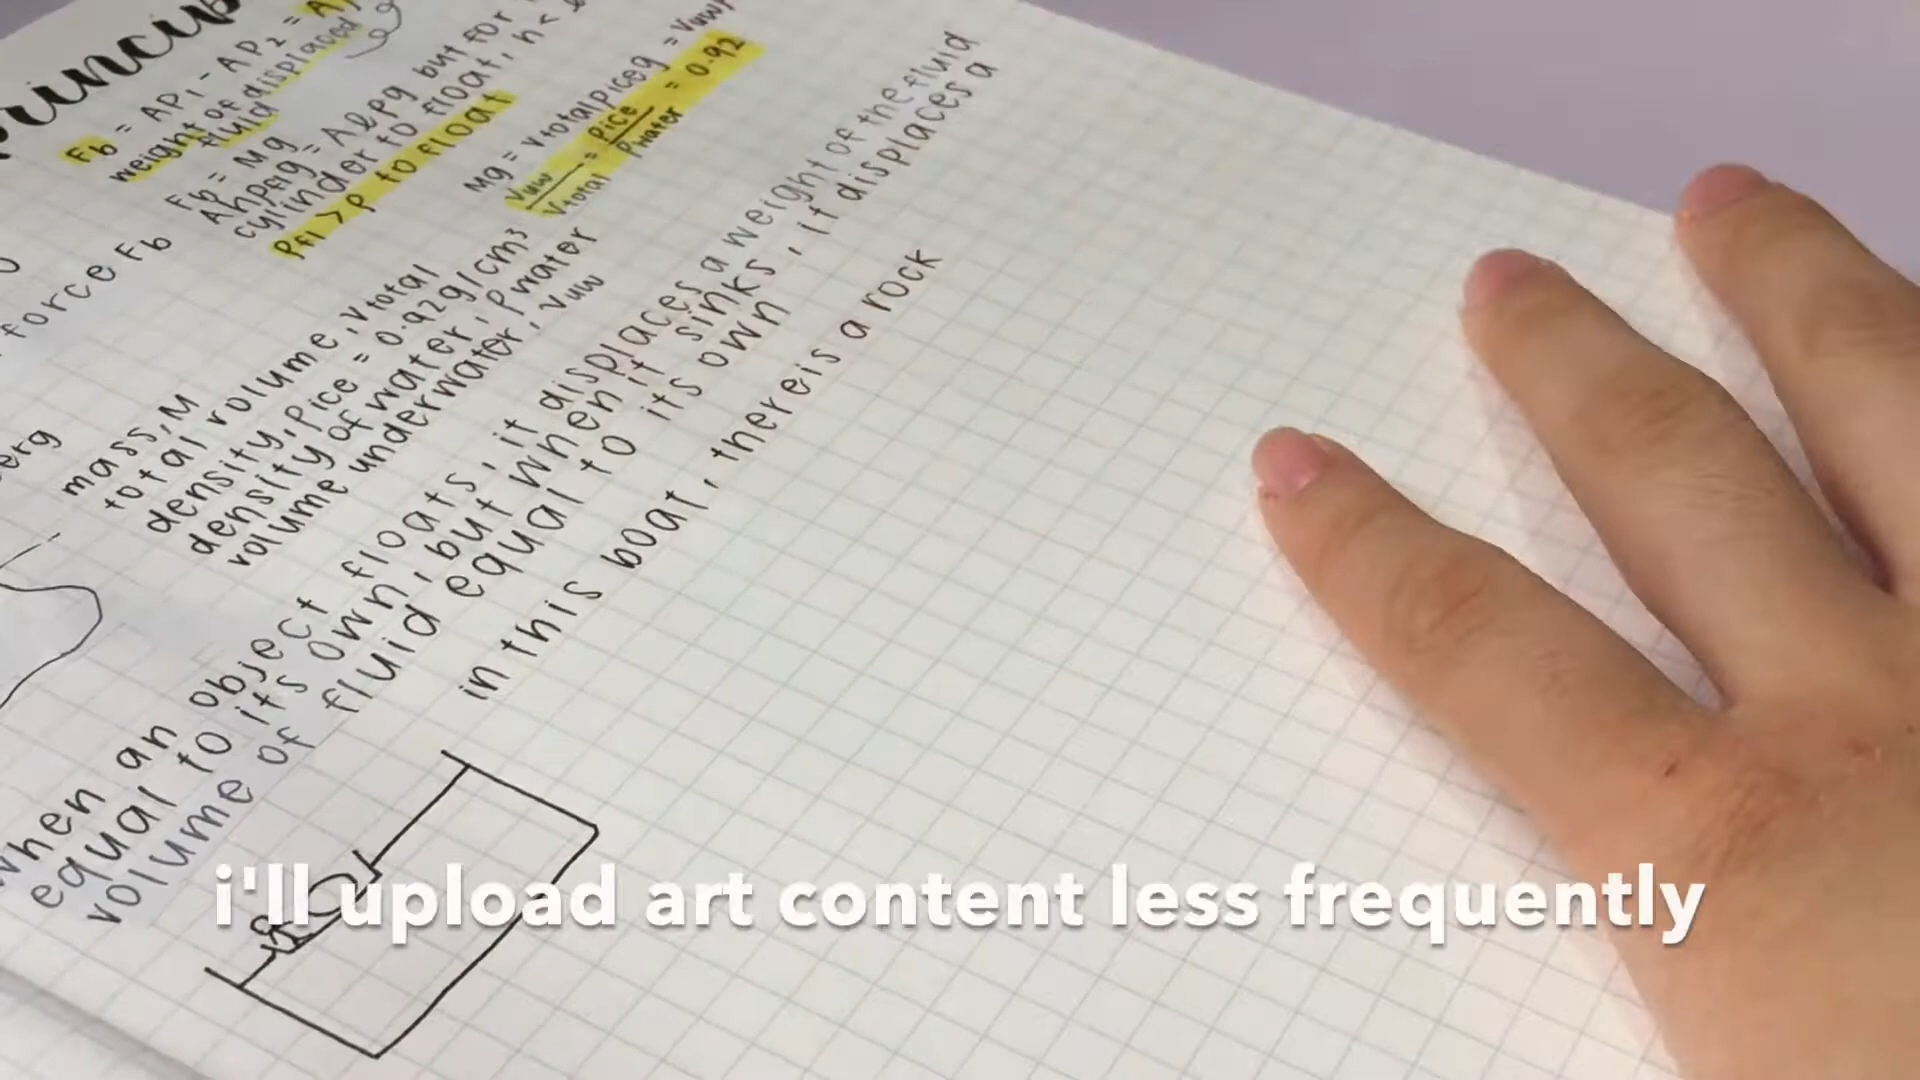 Fb = AP1 - AP2 =
weight of displaced
fluid
Fb = Mg
Ahρflg = Alρg but for
cylinder to float, h <
ρfl > ρ to float
Mg = Vtotal ρice g =
Vuw/Vtotal = ρice/ρwater = 0.92
force Fb
mass, M
total volume, Vtotal
density, ρice = 0.92g/cm³
density of water, ρwater
volume underwater, Vuw
when an object floats, it displaces a weight of the fluid
equal to its own, but when it sinks, it displaces a
volume of fluid equal to its own
in this boat, there is a rock
i'll upload art content less frequently